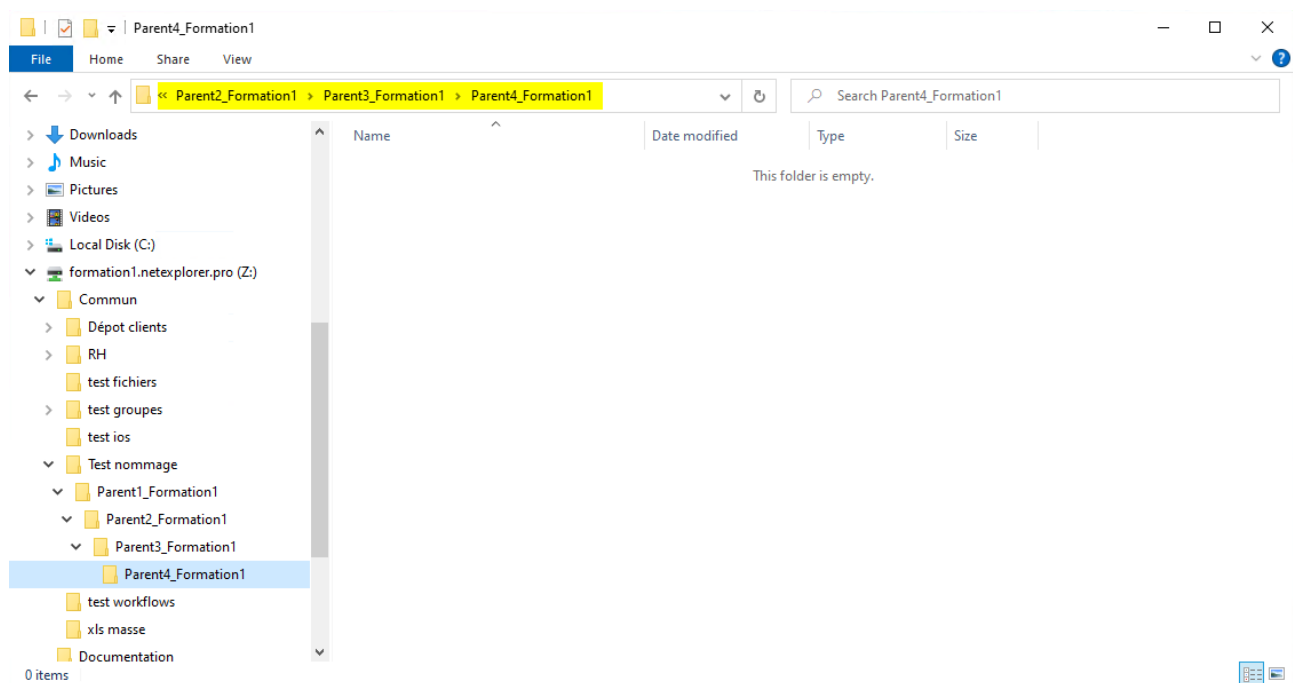 Parent4_Formation1
File Home Share View
« Parent2_Formation1 > Parent3_Formation1 > Parent4_Formation1
Search Parent4_Formation1
Name Date modified Type Size
This folder is empty.
Downloads
Music
Pictures
Videos
Local Disk (C:)
formation1.netexplorer.pro (Z:)
Commun
Dépot clients
RH
test fichiers
test groupes
test ios
Test nommage
Parent1_Formation1
Parent2_Formation1
Parent3_Formation1
Parent4_Formation1
test workflows
xls masse
Documentation
0 items